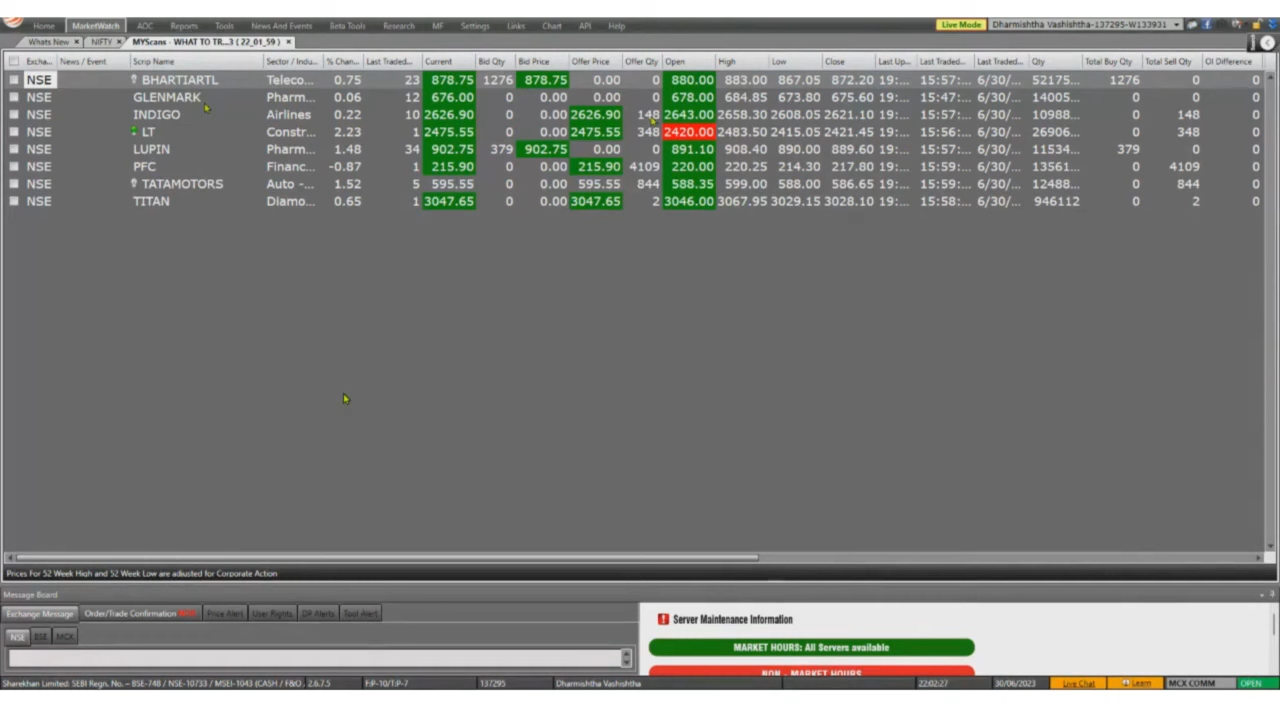 Home MarketWatch AOC Reports Tools News And Events Beta Tools Research MF Settings Links Chart API Help Live Mode Dharmishtha Vashishtha-137295-W133931
Whats New × NIFTY × MYScans - WHAT TO TR...3 ( 22_01_59 ) ×
Excha... News / Event Scrip Name Sector / Indu... % Chan... Last Traded... Current Bid Qty Bid Price Offer Price Offer Qty Open High Low Close Last Up... Last Traded... Last Traded... Qty Total Buy Qty Total Sell Qty OI Difference
NSE BHARTIARTL Teleco... 0.75 23 878.75 1276 878.75 0.00 0 880.00 883.00 867.05 872.20 19:... 15:57:... 6/30/... 52175... 1276 0 0
NSE GLENMARK Pharm... 0.06 12 676.00 0 0.00 0.00 0 678.00 684.85 673.80 675.60 19:... 15:47:... 6/30/... 14005... 0 0 0
NSE INDIGO Airlines 0.22 10 2626.90 0 0.00 2626.90 148 2643.00 2658.30 2608.05 2621.10 19:... 15:57:... 6/30/... 10988... 0 148 0
NSE LT Constr... 2.23 1 2475.55 0 0.00 2475.55 348 2420.00 2483.50 2415.05 2421.45 19:... 15:56:... 6/30/... 26906... 0 348 0
NSE LUPIN Pharm... 1.48 34 902.75 379 902.75 0.00 0 891.10 908.40 890.00 889.60 19:... 15:57:... 6/30/... 11534... 379 0 0
NSE PFC Financ... -0.87 1 215.90 0 0.00 215.90 4109 220.00 220.25 214.30 217.80 19:... 15:59:... 6/30/... 13561... 0 4109 0
NSE TATAMOTORS Auto -... 1.52 5 595.55 0 0.00 595.55 844 588.35 599.00 588.00 586.65 19:... 15:59:... 6/30/... 12488... 0 844 0
NSE TITAN Diamo... 0.65 1 3047.65 0 0.00 3047.65 2 3046.00 3067.95 3029.15 3028.10 19:... 15:58:... 6/30/... 946112 0 2 0
Prices For 52 Week High and 52 Week Low are adjusted for Corporate Action
Message Board
Exchange Message Order/Trade Confirmation Price Alert User Rights DP Alerts Tool Alert
Server Maintenance Information
NSE BSE MCX
MARKET HOURS: All Servers available
NON - MARKET HOURS
Sharekhan Limited: SEBI Regn. No. – BSE-748 / NSE-10733 / MSEI-1043 (CASH / F&O , 2.6.7.5 F:P-10/T:P-7 137295 Dharmishtha Vashishtha 22:02:27 30/06/2023 Live Chat Learn MCX COMM OPEN